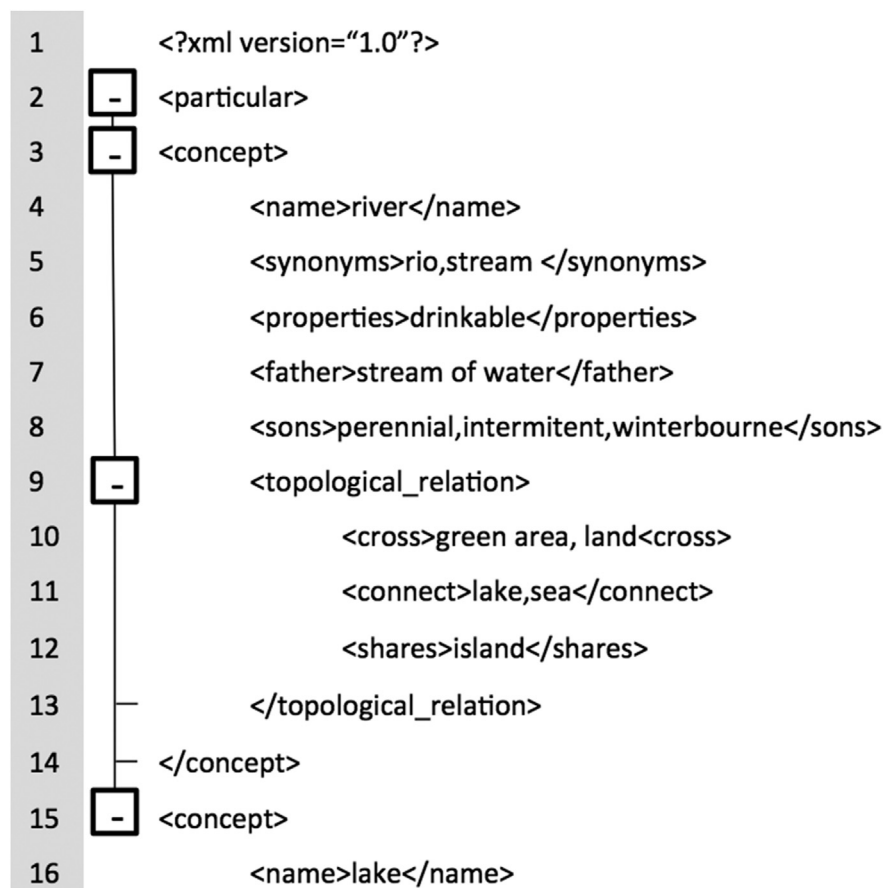 1 <?xml version=“1.0”?>
2 - <particular>
3 - <concept>
4 <name>river</name>
5 <synonyms>rio,stream </synonyms>
6 <properties>drinkable</properties>
7 <father>stream of water</father>
8 <sons>perennial,intermitent,winterbourne</sons>
9 - <topological_relation>
10 <cross>green area, land<cross>
11 <connect>lake,sea</connect>
12 <shares>island</shares>
13 </topological_relation>
14 </concept>
15 - <concept>
16 <name>lake</name>